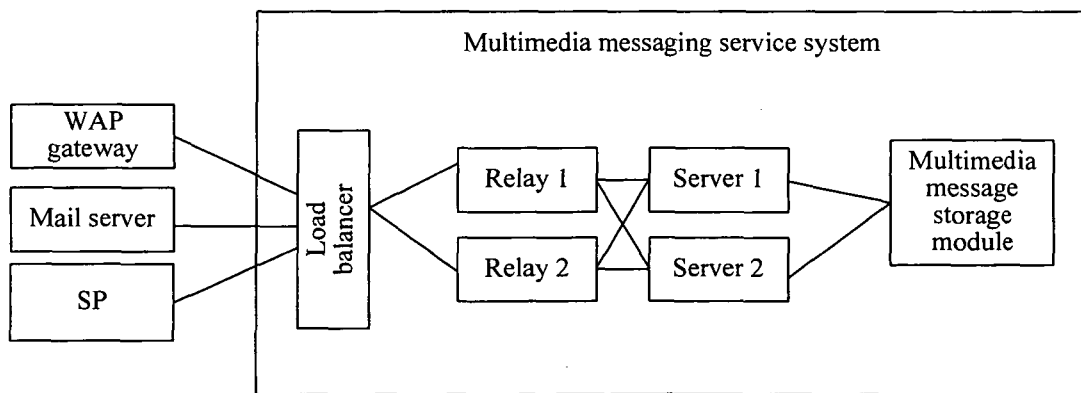 Multimedia messaging service system
WAP
gateway
Mail server
SP
Load
balancer
Relay 1
Relay 2
Server 1
Server 2
Multimedia
message
storage
module